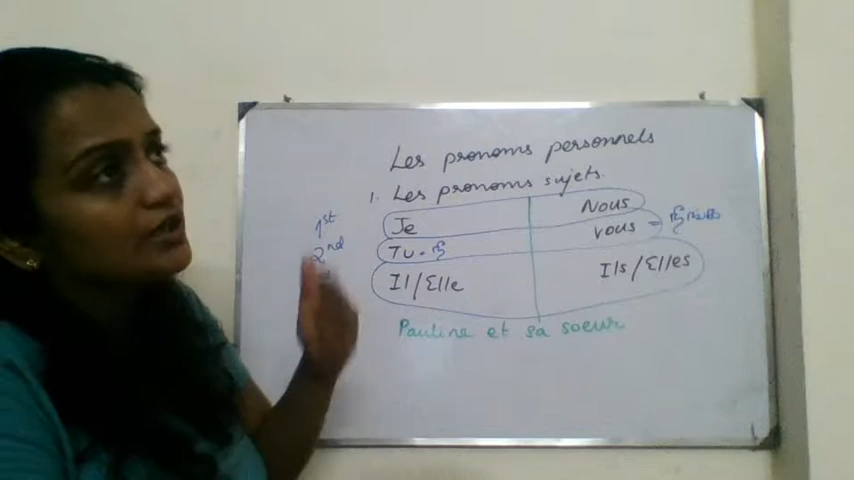 Les pronoms personnels
1. Les pronoms sujets.
1st Je Nous
2nd Tu - நீ vous = நீங்கள்
Il/Elle Ils/Elles
Pauline et sa soeur